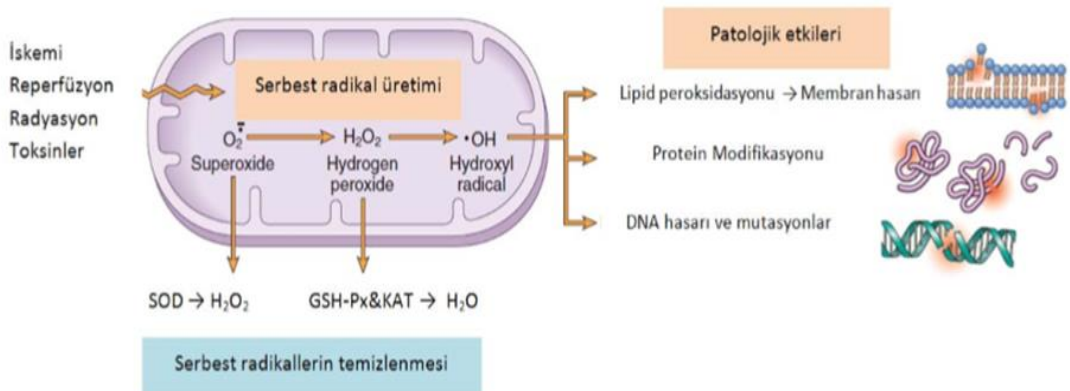 İskemi
Reperfüzyon
Radyasyon
Toksinler
Serbest radikal üretimi
O₂⨪ → H₂O₂ → •OH
Superoxide
Hydrogen
peroxide
Hydroxyl
radical
SOD → H₂O₂
GSH-Px&KAT → H₂O
Serbest radikallerin temizlenmesi
Patolojik etkileri
Lipid peroksidasyonu → Membran hasarı
Protein Modifikasyonu
DNA hasarı ve mutasyonlar